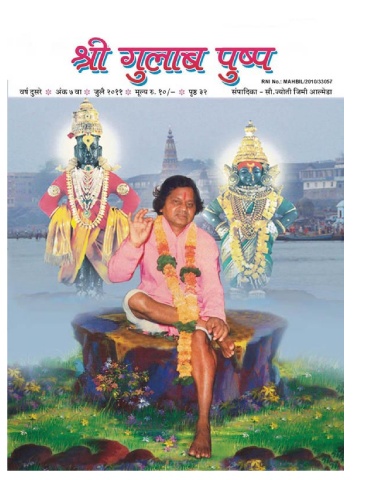 श्री गुलाब पुष्प
RNI No.: MAHBIL/2010/33057
वर्ष दुसरे ● अंक ७ वा ● जुलै २०११ ● मूल्य रु. १०/- ● पृष्ठ ३२ संपादिका - सौ.ज्योती जिमी आल्मेडा